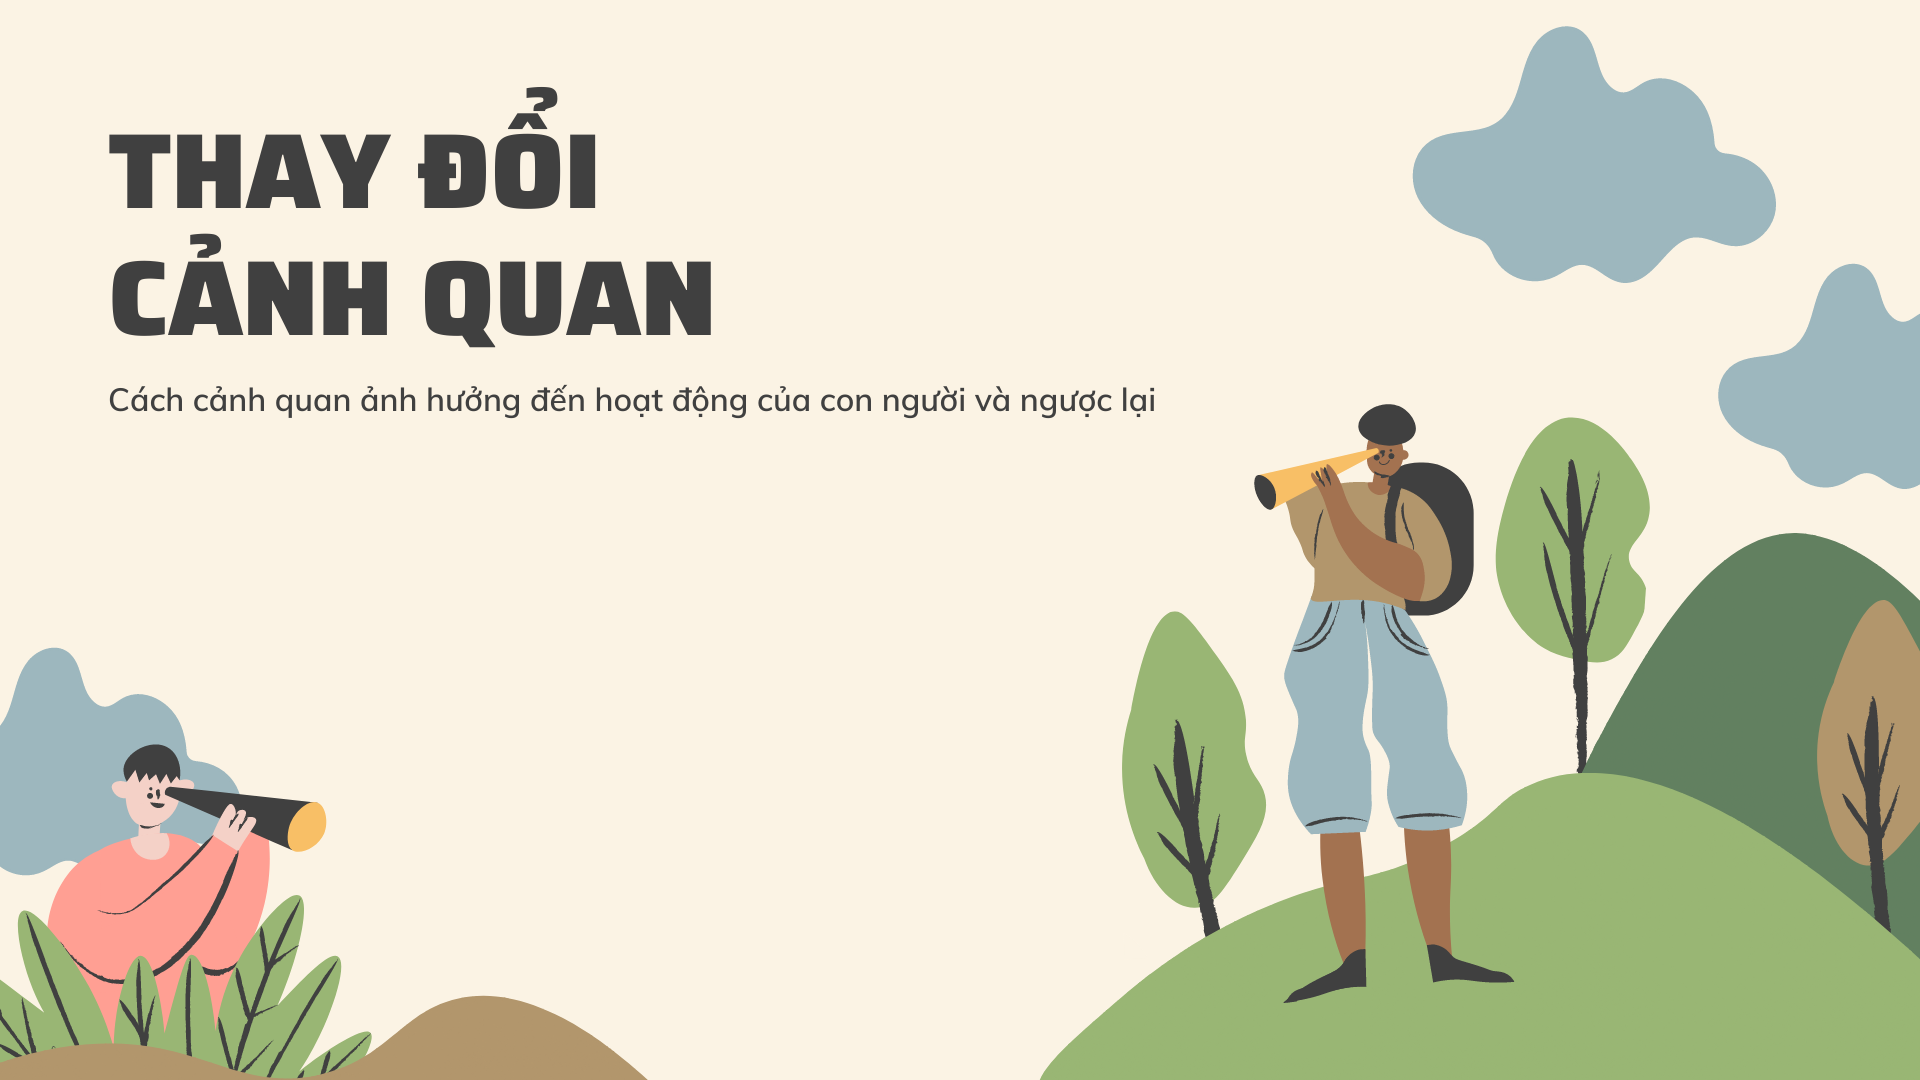 THAY ĐỔI
CẢNH QUAN
Cách cảnh quan ảnh hưởng đến hoạt động của con người và ngược lại